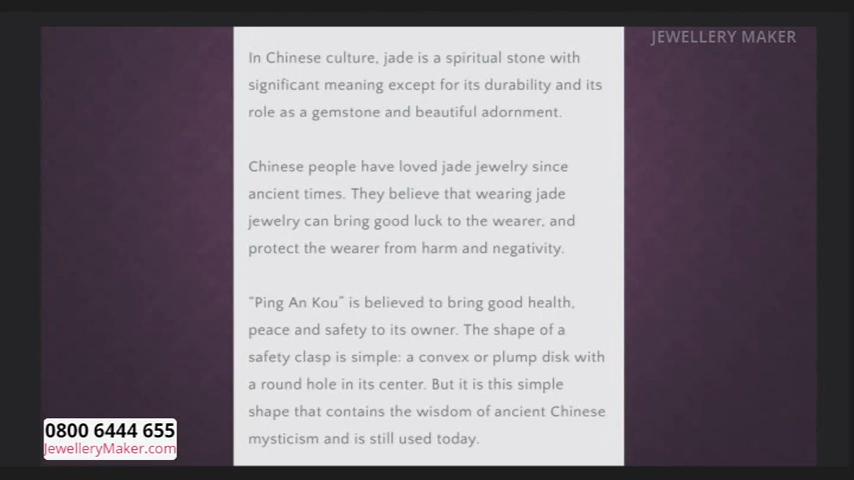 JEWELLERY MAKER
In Chinese culture, jade is a spiritual stone with
significant meaning except for its durability and its
role as a gemstone and beautiful adornment.
Chinese people have loved jade jewelry since
ancient times. They believe that wearing jade
jewelry can bring good luck to the wearer, and
protect the wearer from harm and negativity.
"Ping An Kou" is believed to bring good health,
peace and safety to its owner. The shape of a
safety clasp is simple: a convex or plump disk with
a round hole in its center. But it is this simple
shape that contains the wisdom of ancient Chinese
mysticism and is still used today.
0800 6444 655
JewelleryMaker.com